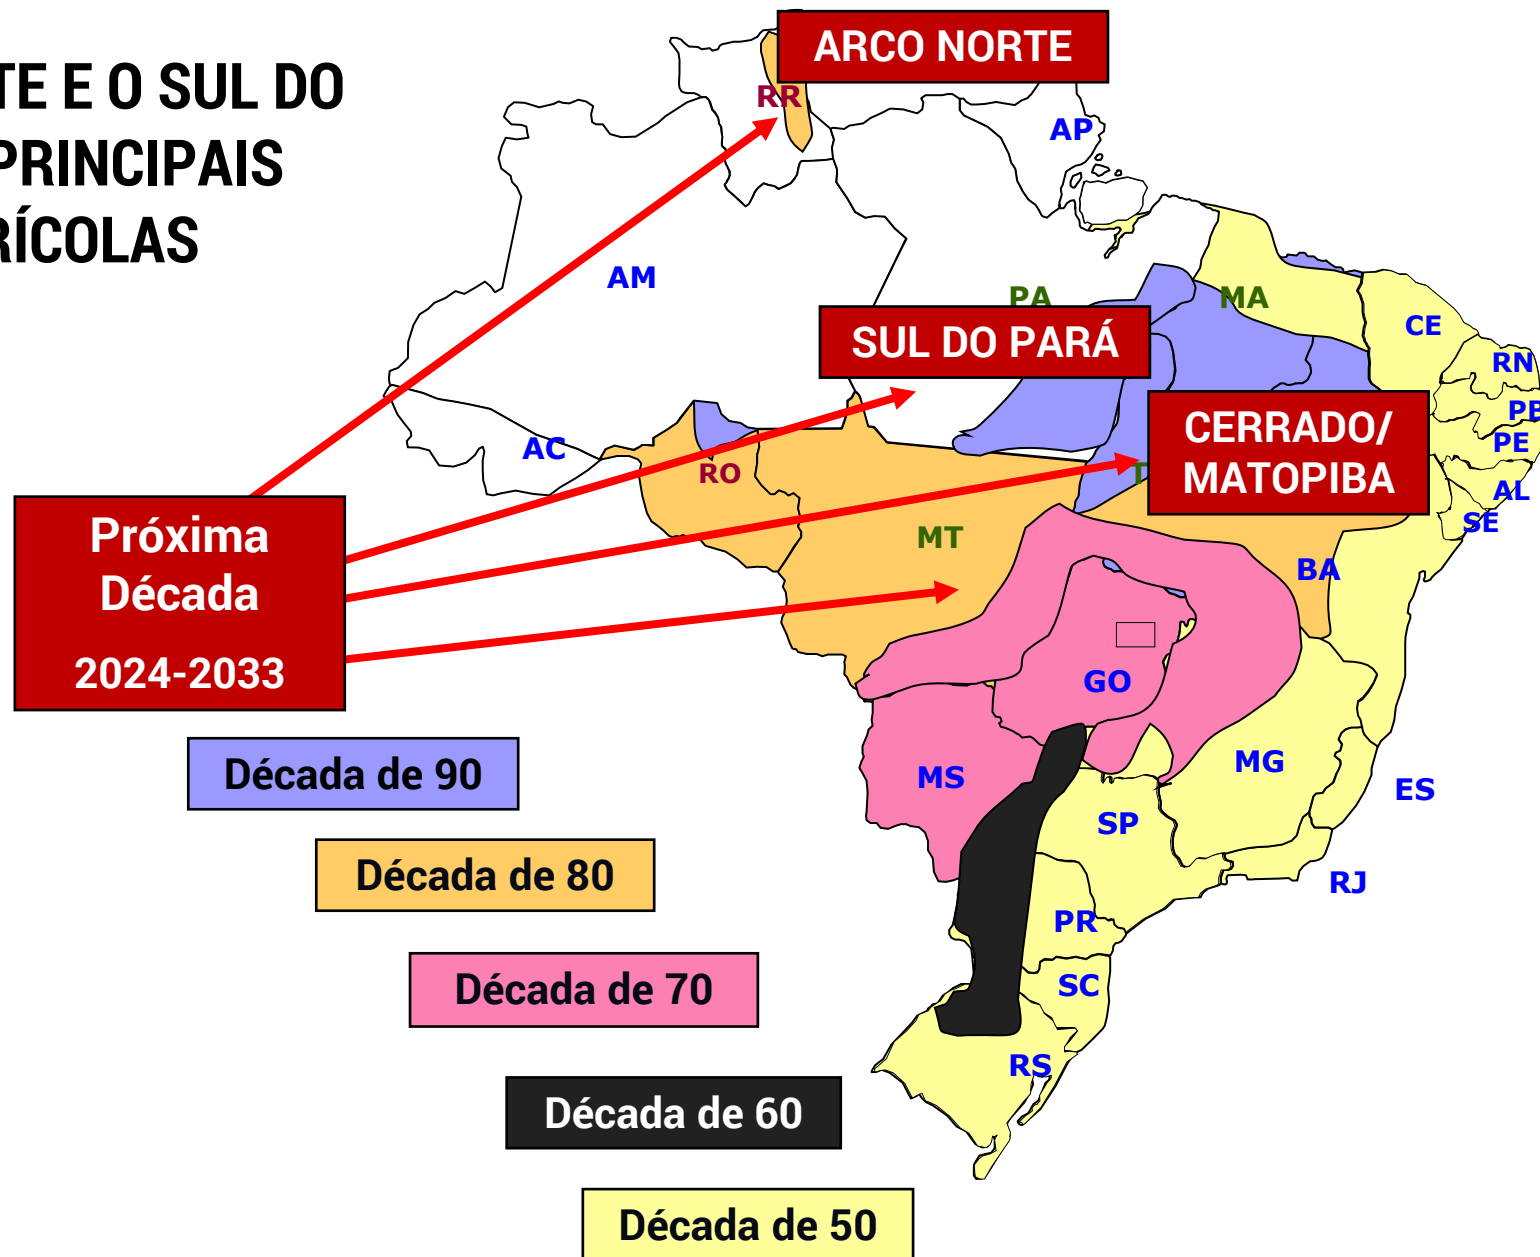 TE E O SUL DO
PRINCIPAIS
RÍCOLAS
ARCO NORTE
RR
AP
AM
PA
MA
CE
SUL DO PARÁ
RN
CERRADO/
MATOPIBA
PB
PE
AC
RO
T
AL
SE
Próxima
Década
2024-2033
MT
BA
GO
Década de 90
MS
MG
ES
SP
Década de 80
RJ
PR
Década de 70
SC
RS
Década de 60
Década de 50